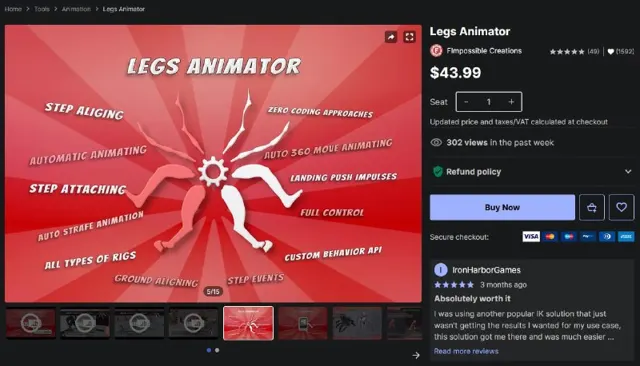 Home > Tools > Animation > Legs Animator
LEGS ANIMATOR
STEP ALIGING
ZERO CODING APPROACHES
AUTOMATIC ANIMATING
AUTO 360 MOVE ANIMATING
STEP ATTACHING
LANDING PUSH IMPULSES
AUTO STRAFE ANIMATION
FULL CONTROL
ALL TYPES OF RIGS
CUSTOM BEHAVIOR API
GROUND ALIGNING
STEP EVENTS
5/15
Legs Animator
FImpossible Creations
(49)
(1592)
$43.99
Seat
- 1 +
Updated price and taxes/VAT calculated at checkout
302 views in the past week
Refund policy
Buy Now
Secure checkout:
VISA
I IronHarborGames
3 months ago
Absolutely worth it
I was using another popular IK solution that just
wasn't getting the results I wanted for my use case,
this solution got me there and was much easier ...
Read more reviews